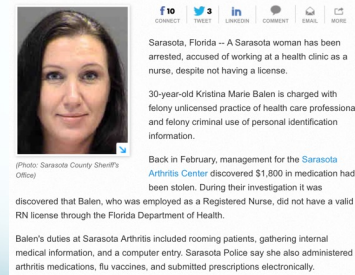 10
3
CONNECT TWEET LINKEDIN COMMENT EMAIL MORE
Sarasota, Florida -- A Sarasota woman has been
arrested, accused of working at a health clinic as a
nurse, despite not having a license.
30-year-old Kristina Marie Balen is charged with
felony unlicensed practice of health care professiona
and felony criminal use of personal identification
information.
(Photo: Sarasota County Sheriff's
Office)
Back in February, management for the Sarasota
Arthritis Center discovered $1,800 in medication had
been stolen. During their investigation it was
discovered that Balen, who was employed as a Registered Nurse, did not have a valid
RN license through the Florida Department of Health.
Balen's duties at Sarasota Arthritis included rooming patients, gathering internal
medical information, and a computer entry. Sarasota Police say she also administered
arthritis medications, flu vaccines, and submitted prescriptions electronically.